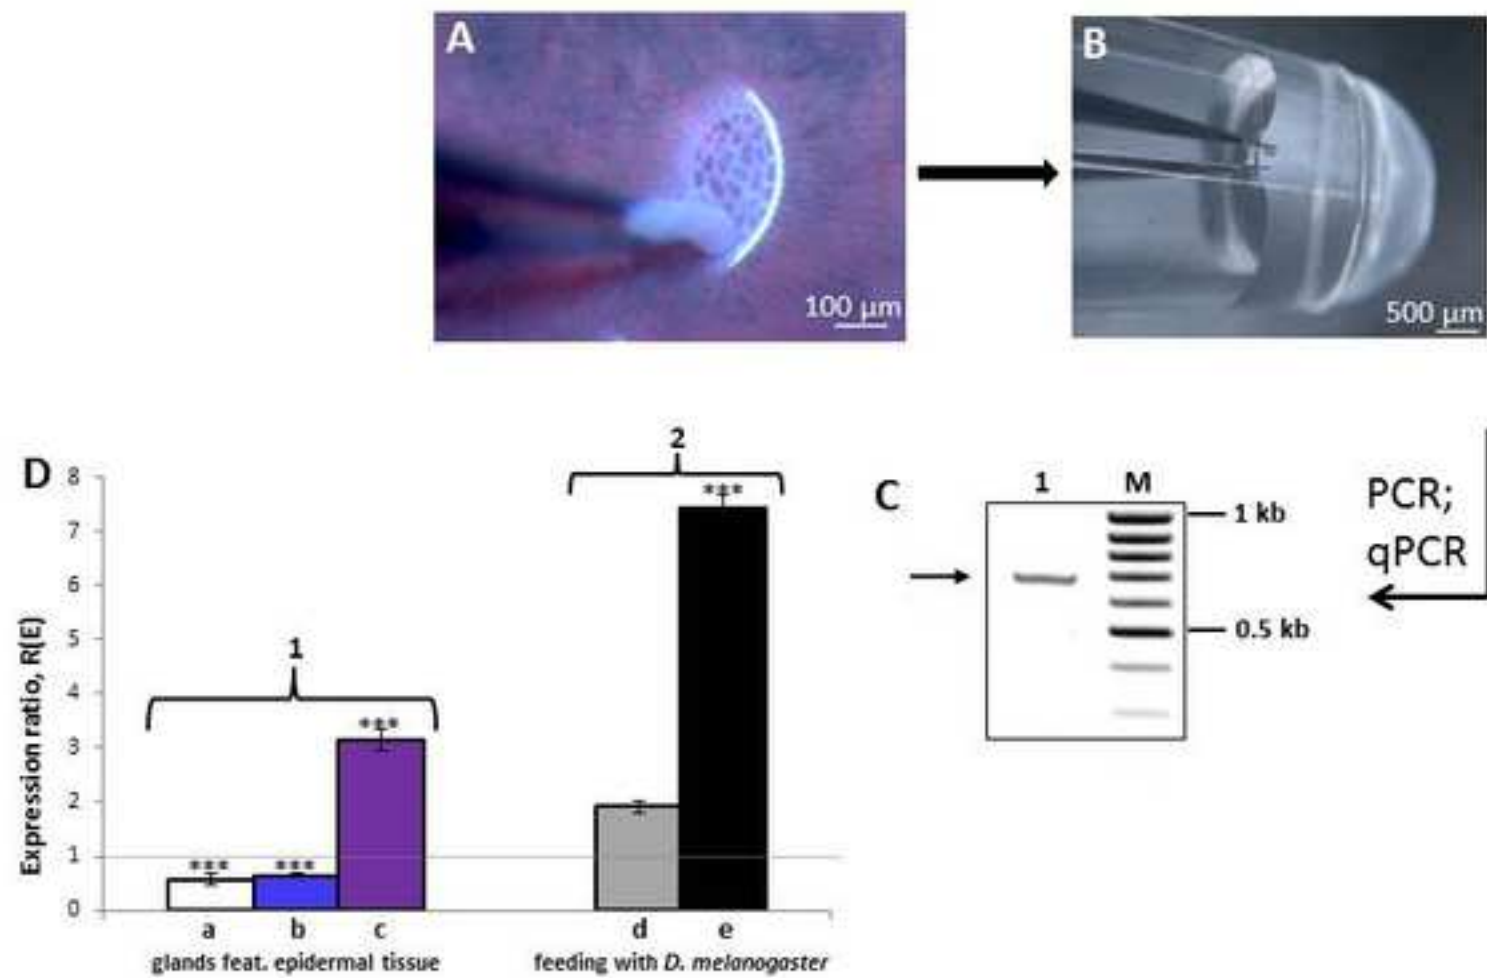 A
100 µm
B
500 µm
D
Expression ratio, R(E)
8
7
6
5
4
3
2
1
0
1
***
***
***
2
***
a b c
d e
glands feat. epidermal tissue
feeding with D. melanogaster
C
1 M
1 kb
0.5 kb
PCR;
qPCR